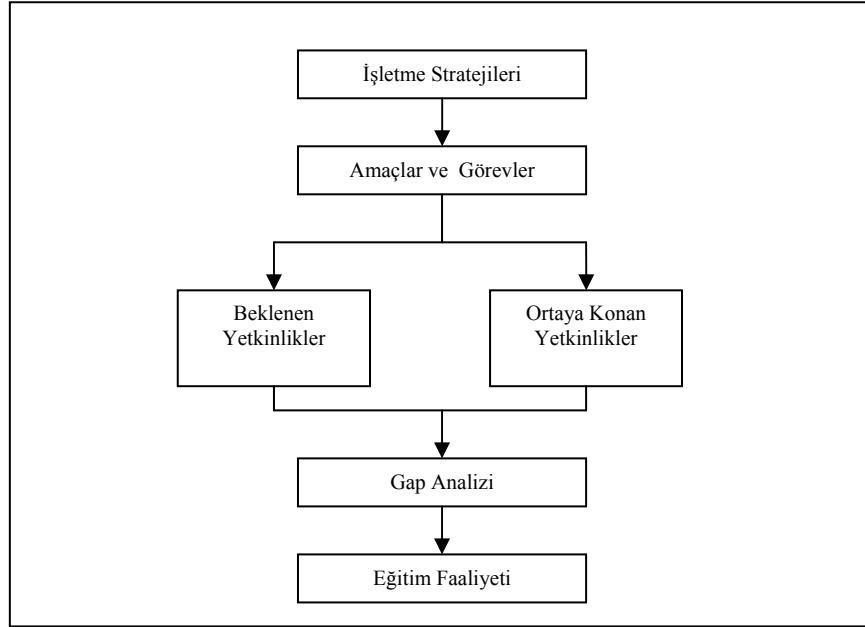 İşletme Stratejileri
Amaçlar ve Görevler
Beklenen
Yetkinlikler
Ortaya Konan
Yetkinlikler
Gap Analizi
Eğitim Faaliyeti